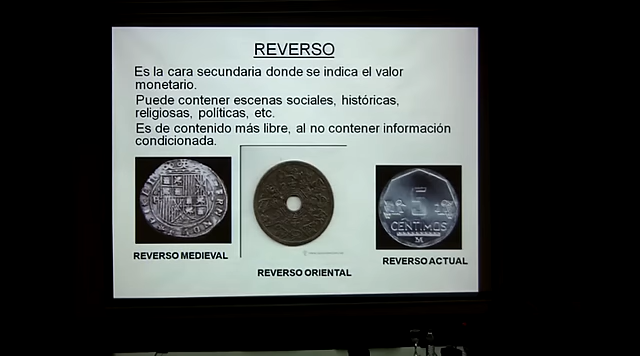 REVERSO
Es la cara secundaria donde se indica el valor
monetario.
Puede contener escenas sociales, históricas,
religiosas, políticas, etc.
Es de contenido más libre, al no contener información
condicionada.
5
CÉNTIMOS
REVERSO MEDIEVAL
REVERSO ORIENTAL
REVERSO ACTUAL